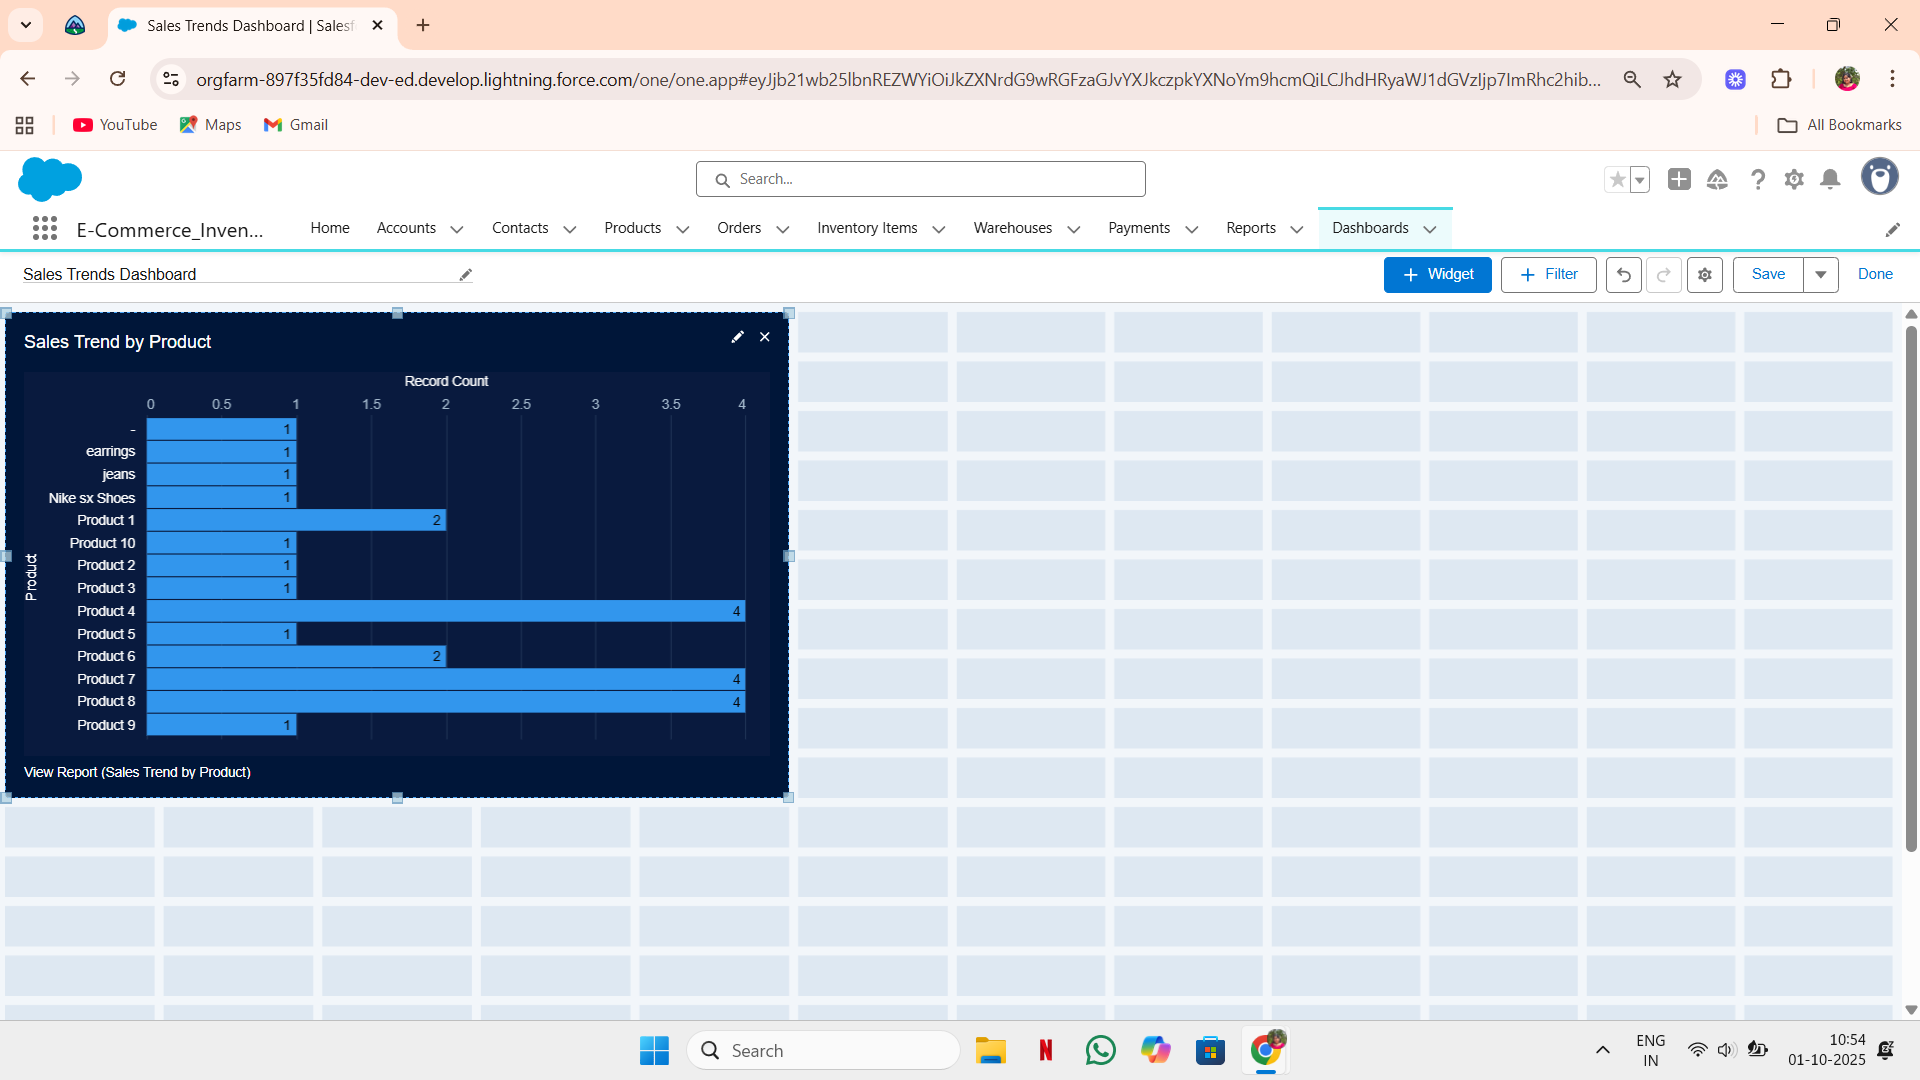 Sales Trends Dashboard | Salesf
orgfarm-897f35fd84-dev-ed.develop.lightning.force.com/one/one.app#eyJjb21wb25lbnREZWYiOiJkZXNrdG9wRGFzaGJvYXJkczpkYXNoYm9hcmQiLCJhdHRyaWJ1dGVzIjp7ImRhc2hib...
YouTube Maps Gmail All Bookmarks
Search...
E-Commerce_Inven... Home Accounts Contacts Products Orders Inventory Items Warehouses Payments Reports Dashboards
Sales Trends Dashboard + Widget + Filter Save Done
Sales Trend by Product
Record Count
0 0.5 1 1.5 2 2.5 3 3.5 4
Product
- 1
earrings 1
jeans 1
Nike sx Shoes 1
Product 1 2
Product 10 1
Product 2 1
Product 3 1
Product 4 4
Product 5 1
Product 6 2
Product 7 4
Product 8 4
Product 9 1
View Report (Sales Trend by Product)
Search
ENG
IN
10:54
01-10-2025